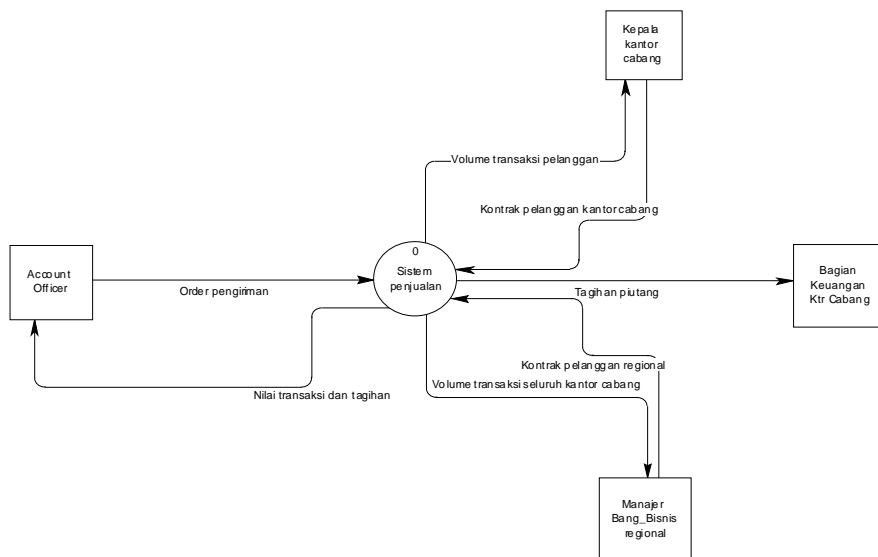 Kepala
kantor
cabang
Volume transaksi pelanggan
Kontrak pelanggan kantor cabang
0
Sistem
penjualan
Account
Officer
Order pengiriman
Tagihan piutang
Bagian
Keuangan
Ktr Cabang
Kontrak pelanggan regional
Volume transaksi seluruh kantor cabang
Nilai transaksi dan tagihan
Manajer
Bang_Bisnis
regional